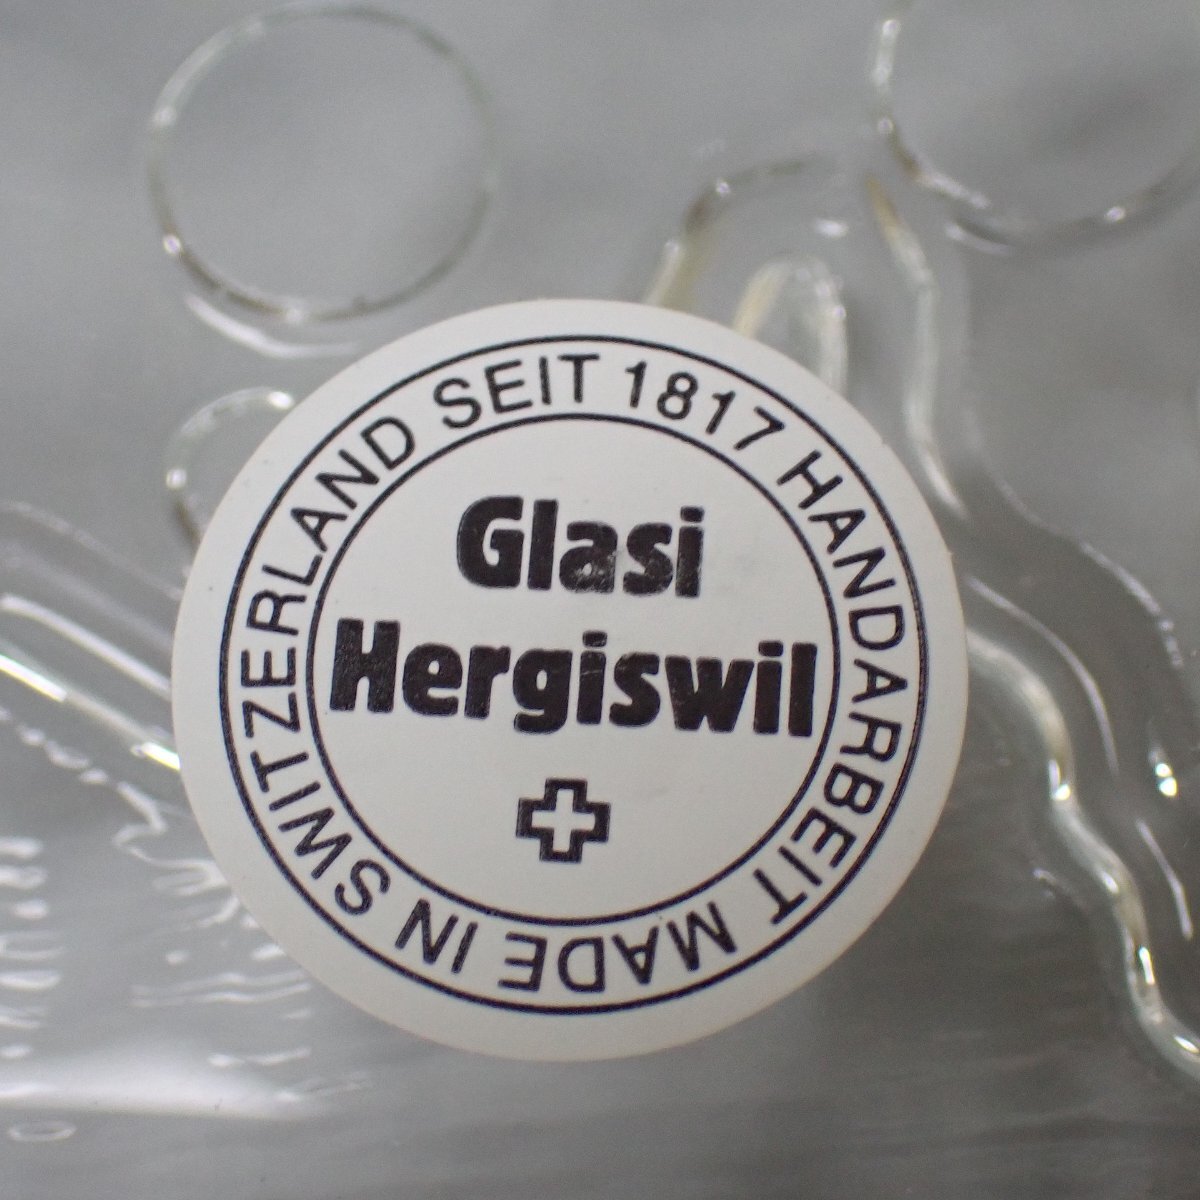 SEIT 1817 HANDARBEIT MADE IN SWITZERLAND
Glasi
Hergiswil